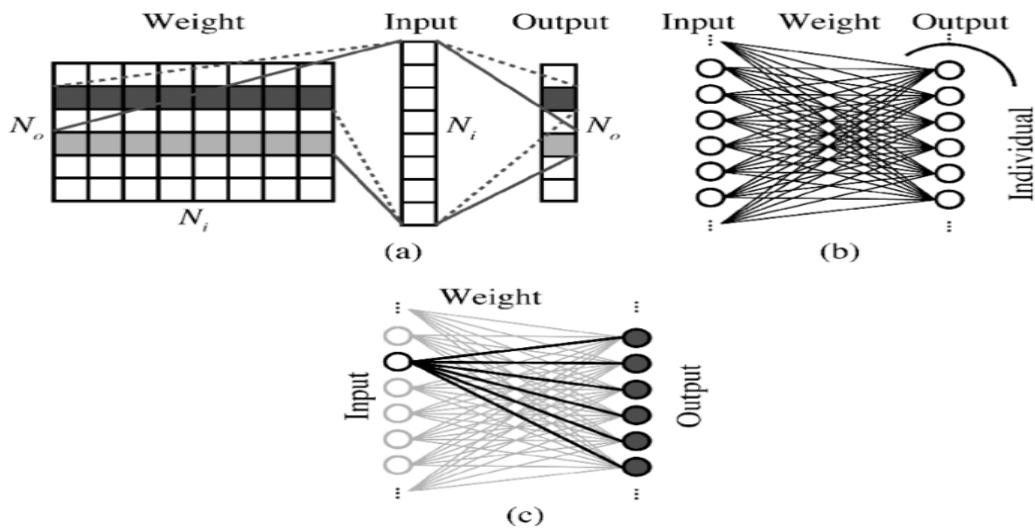 Weight Input Output
N_o N_i N_o
N_i
(a)
Input Weight Output
...
...
Individual
...
...
(b)
Weight
...
...
Input
Output
...
...
(c)